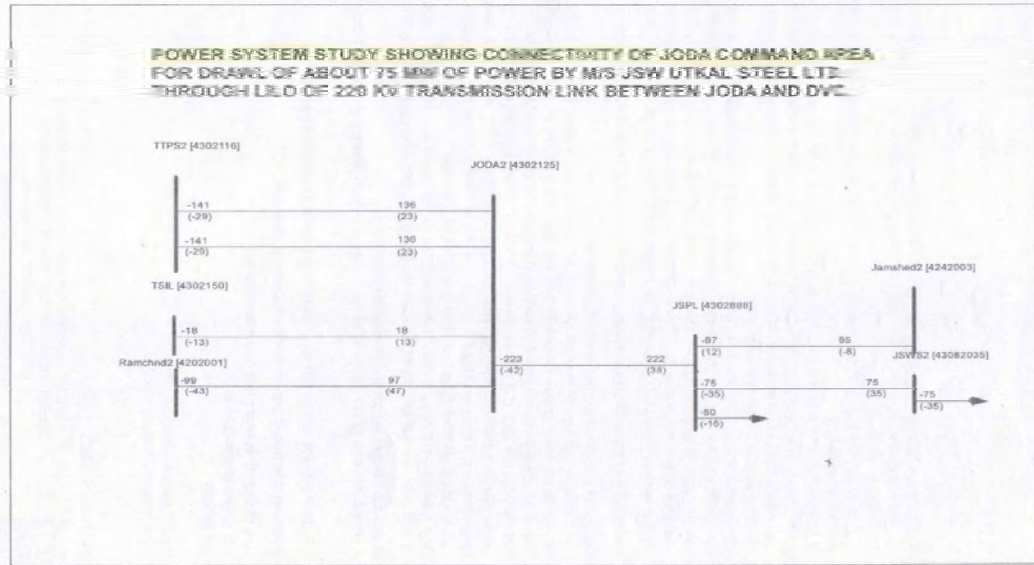 POWER SYSTEM STUDY SHOWING CONNECTIVITY OF JODA COMMAND AREA
FOR DRAWL OF ABOUT 75 MW OF POWER BY M/S JSW UTKAL STEEL LTD.
THROUGH LILO OF 220 KV TRANSMISSION LINK BETWEEN JODA AND DVC.
TTPS2 [4302116]
JODA2 [4302125]
-141 136
(-29) (23)
-141 136
(-29) (23)
Jamshed2 [4242003]
TSIL [4302150]
JSPL [4302888]
-18 18
(-13) (13)
-97 95
(12) (-8)
JSWS2 [43082035]
Ramchnd2 [4202001]
-223 222
(-42) (38)
-99 97
(-43) (47)
-76 75
(-35) (35)
-75
(-35)
-50
(-16)